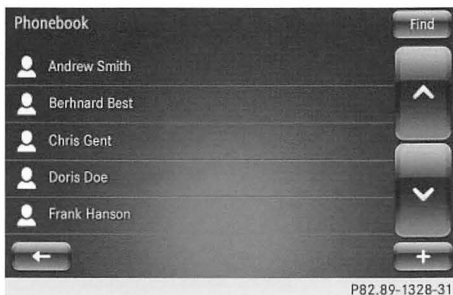 Phonebook
Find
Andrew Smith
Berhnard Best
Chris Gent
Doris Doe
Frank Hanson
+
P82.89-1328-31